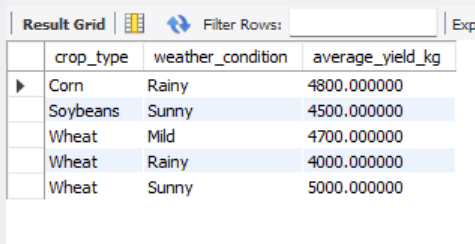 Result Grid Filter Rows: Exp
crop_type weather_condition average_yield_kg
Corn Rainy 4800.000000
Soybeans Sunny 4500.000000
Wheat Mild 4700.000000
Wheat Rainy 4000.000000
Wheat Sunny 5000.000000